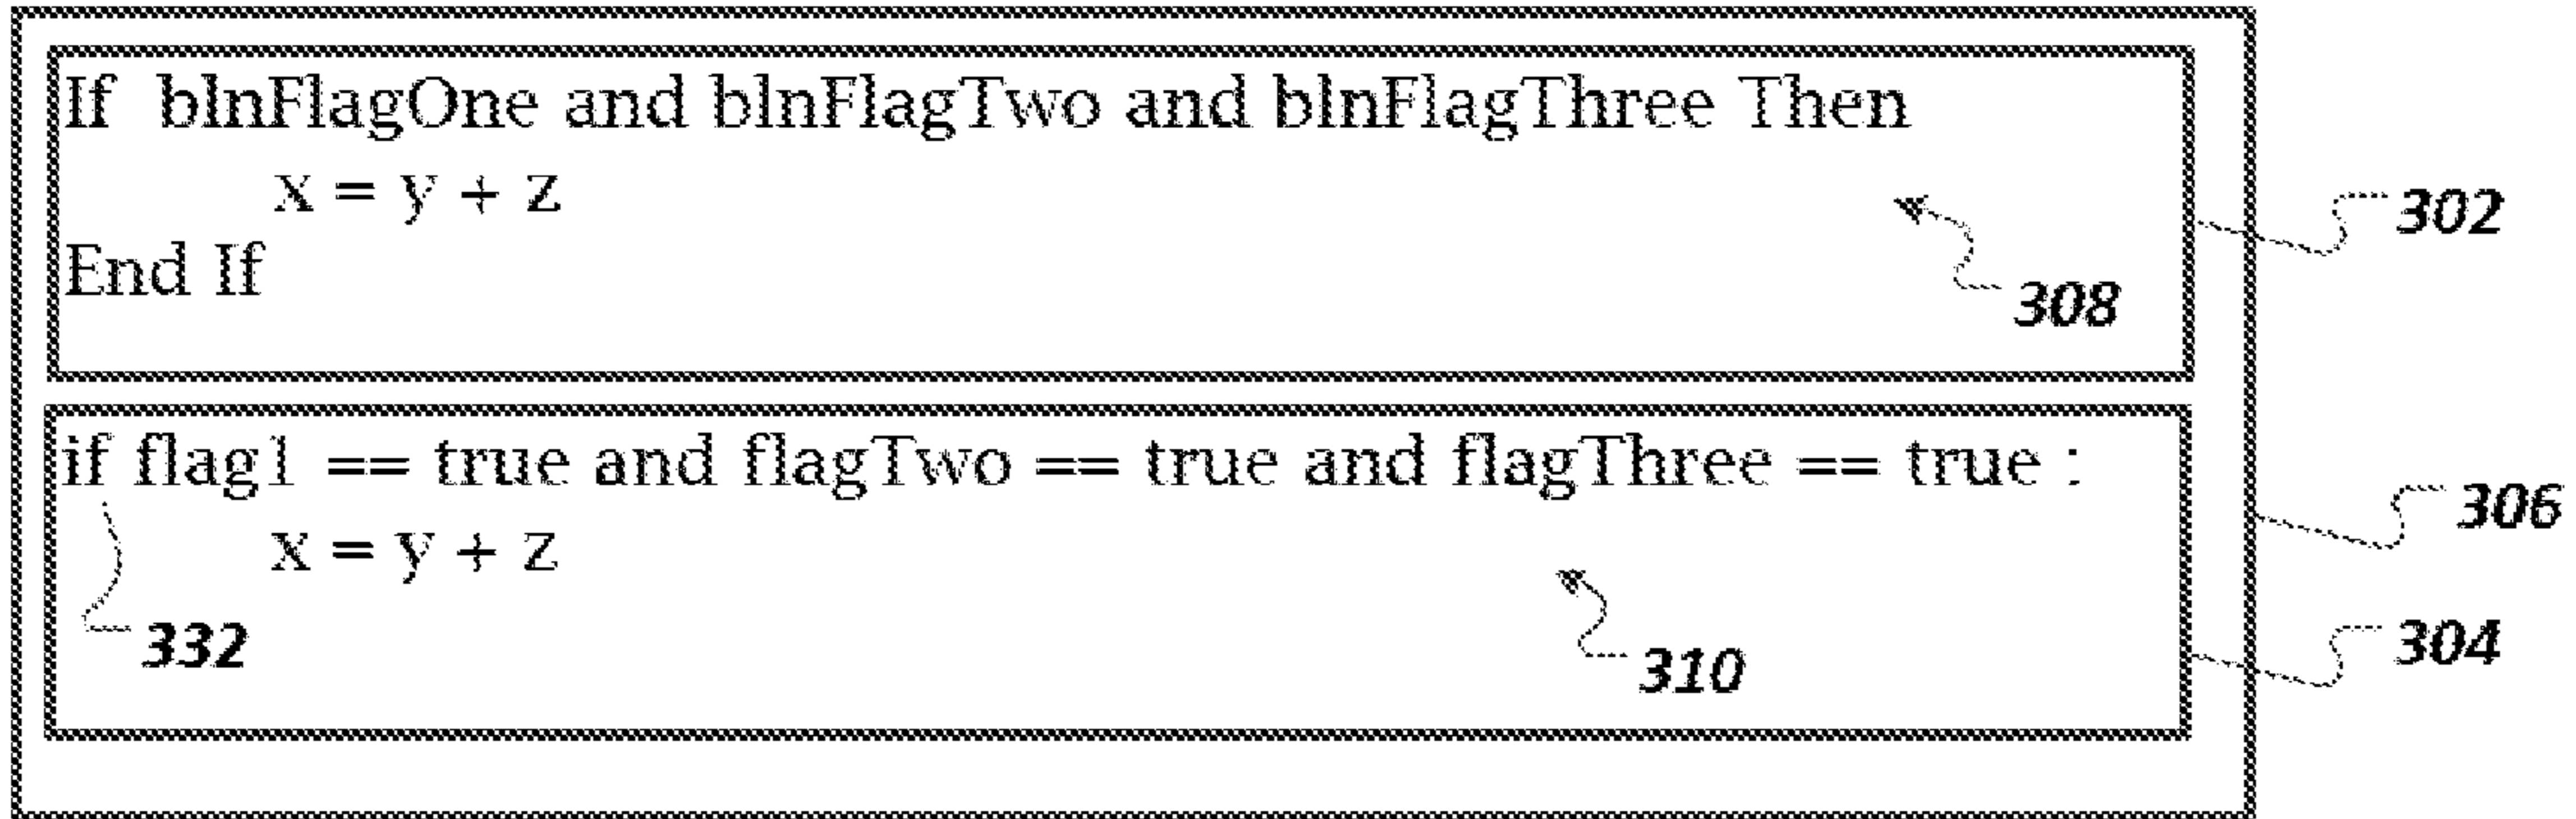 If blnFlagOne and blnFlagTwo and blnFlagThree Then
x = y + z
End If
302
308
if flag1 == true and flagTwo == true and flagThree == true :
x = y + z
306
332
310
304